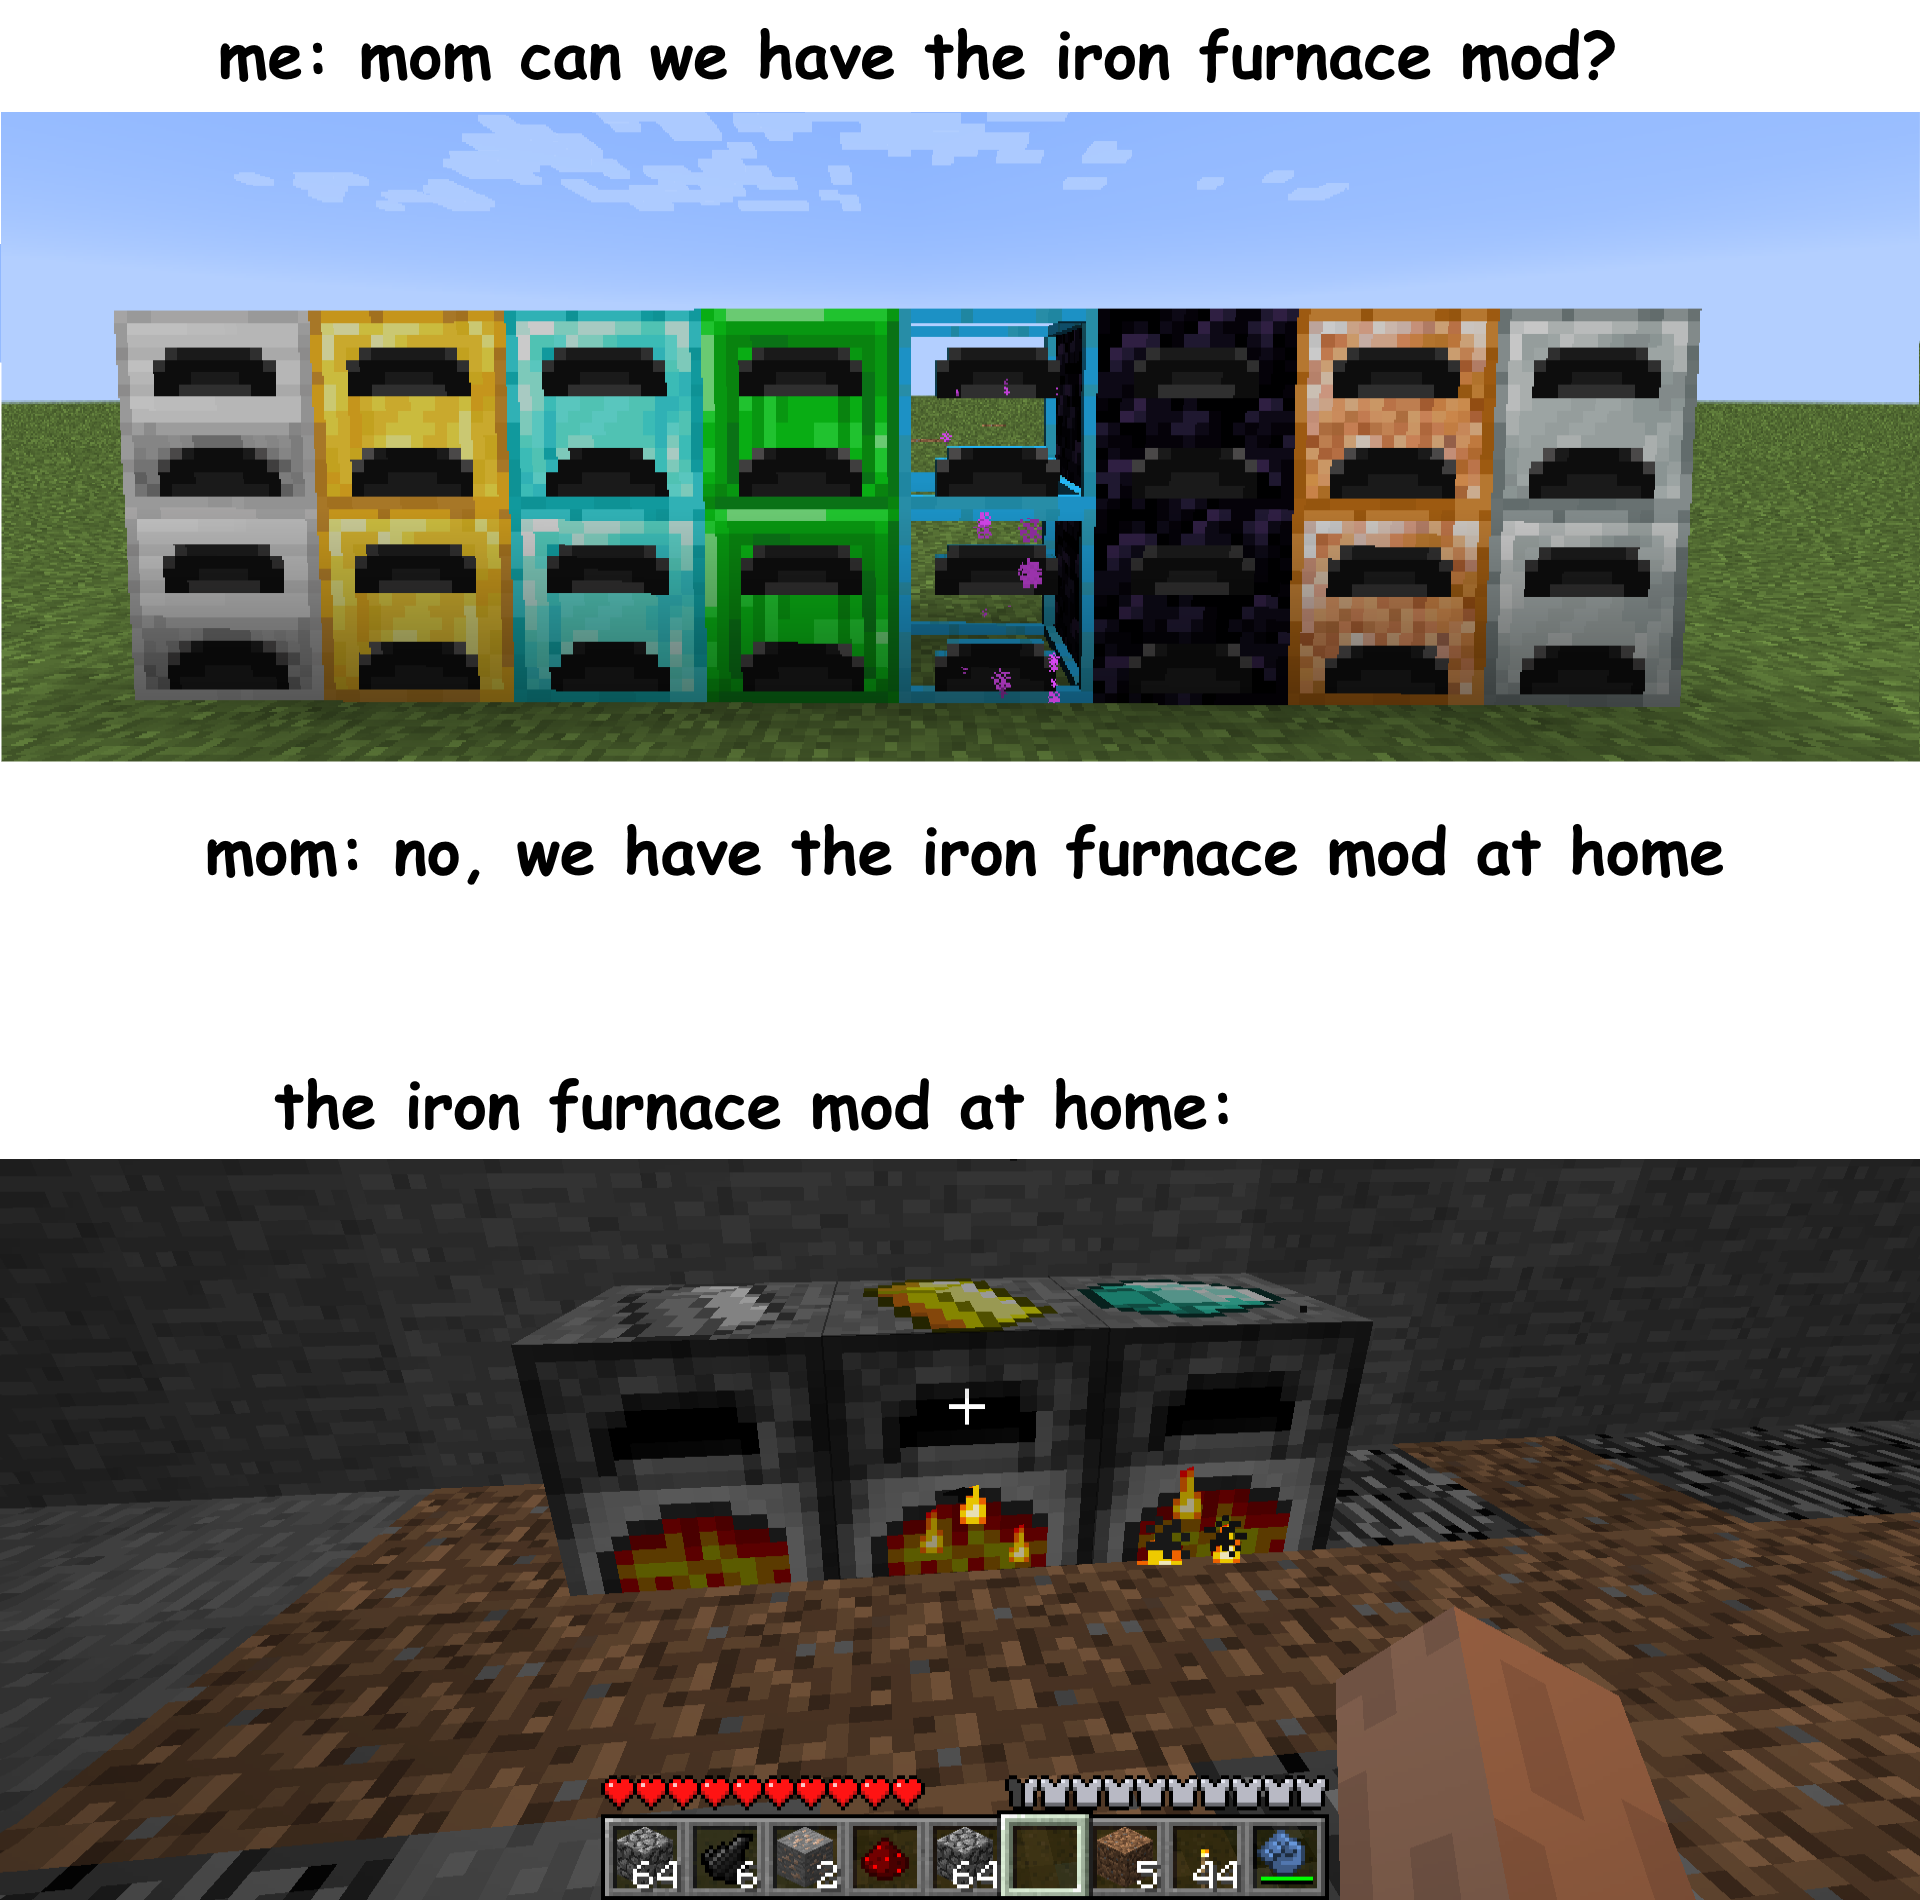 me: mom can we have the iron furnace mod?
mom: no, we have the iron furnace mod at home
the iron furnace mod at home:
64 6 2 64 5 44